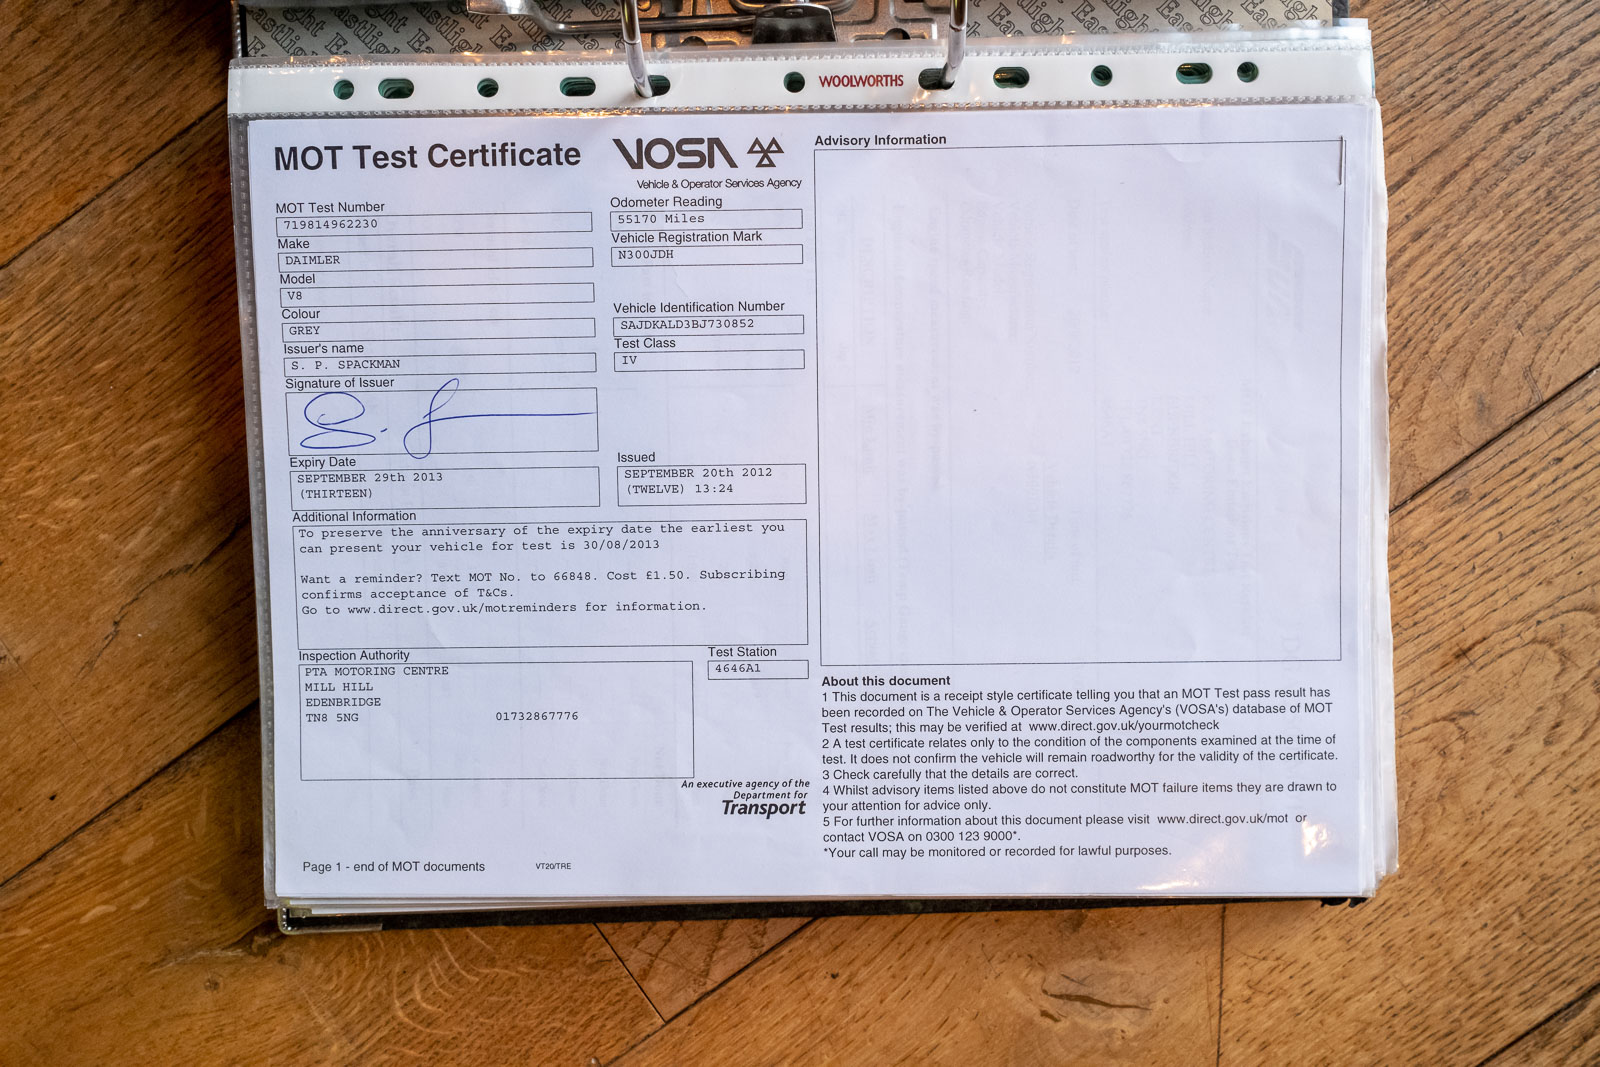 Eastlight
Eastlight
Eastlight
WOOLWORTHS
MOT Test Certificate
VOSA
Vehicle & Operator Services Agency
MOT Test Number
719814962230
Make
DAIMLER
Model
V8
Colour
GREY
Issuer's name
S. P. SPACKMAN
Signature of Issuer
Odometer Reading
55170 Miles
Vehicle Registration Mark
N300JDH
Vehicle Identification Number
SAJDKALD3BJ730852
Test Class
IV
Expiry Date
SEPTEMBER 29th 2013
(THIRTEEN)
Issued
SEPTEMBER 20th 2012
(TWELVE) 13:24
Additional Information
To preserve the anniversary of the expiry date the earliest you
can present your vehicle for test is 30/08/2013
Want a reminder? Text MOT No. to 66848. Cost £1.50. Subscribing
confirms acceptance of T&Cs.
Go to www.direct.gov.uk/motreminders for information.
Inspection Authority
PTA MOTORING CENTRE
MILL HILL
EDENBRIDGE
TN8 5NG 01732867776
Test Station
4646A1
An executive agency of the
Department for
Transport
Page 1 - end of MOT documents
VT20/TRE
Advisory Information
About this document
1 This document is a receipt style certificate telling you that an MOT Test pass result has
been recorded on The Vehicle & Operator Services Agency's (VOSA's) database of MOT
Test results; this may be verified at www.direct.gov.uk/yourmotcheck
2 A test certificate relates only to the condition of the components examined at the time of
test. It does not confirm the vehicle will remain roadworthy for the validity of the certificate.
3 Check carefully that the details are correct.
4 Whilst advisory items listed above do not constitute MOT failure items they are drawn to
your attention for advice only.
5 For further information about this document please visit www.direct.gov.uk/mot or
contact VOSA on 0300 123 9000*.
*Your call may be monitored or recorded for lawful purposes.